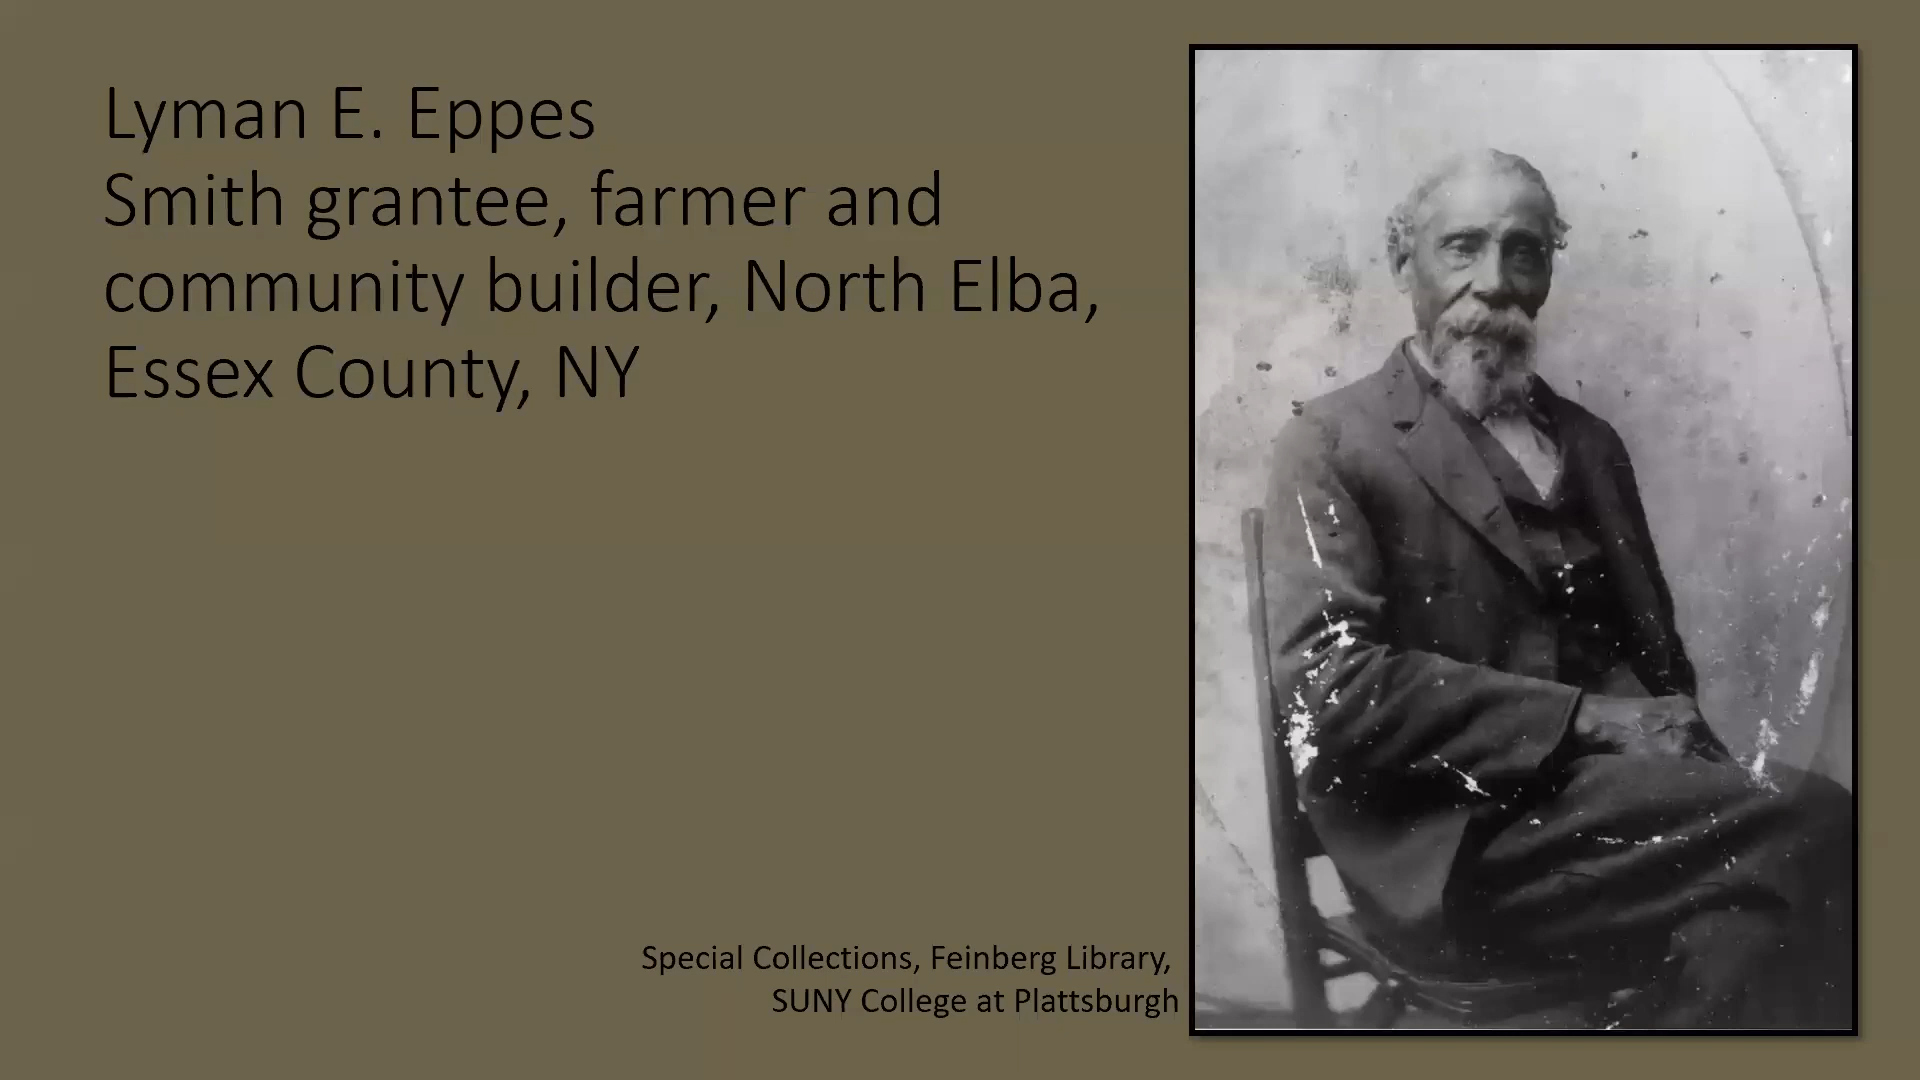 Lyman E. Eppes
Smith grantee, farmer and
community builder, North Elba,
Essex County, NY
Special Collections, Feinberg Library,
SUNY College at Plattsburgh